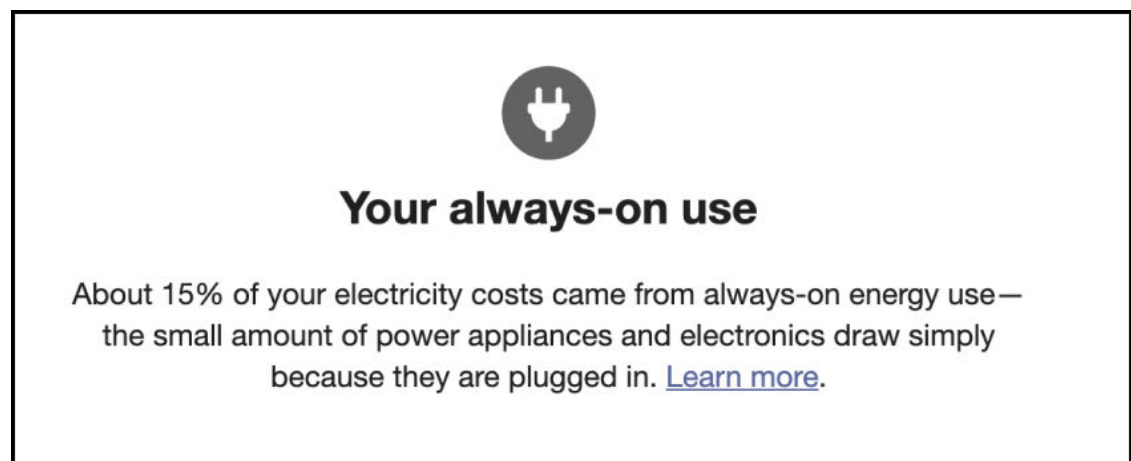 Your always-on use
About 15% of your electricity costs came from always-on energy use—
the small amount of power appliances and electronics draw simply
because they are plugged in. Learn more.